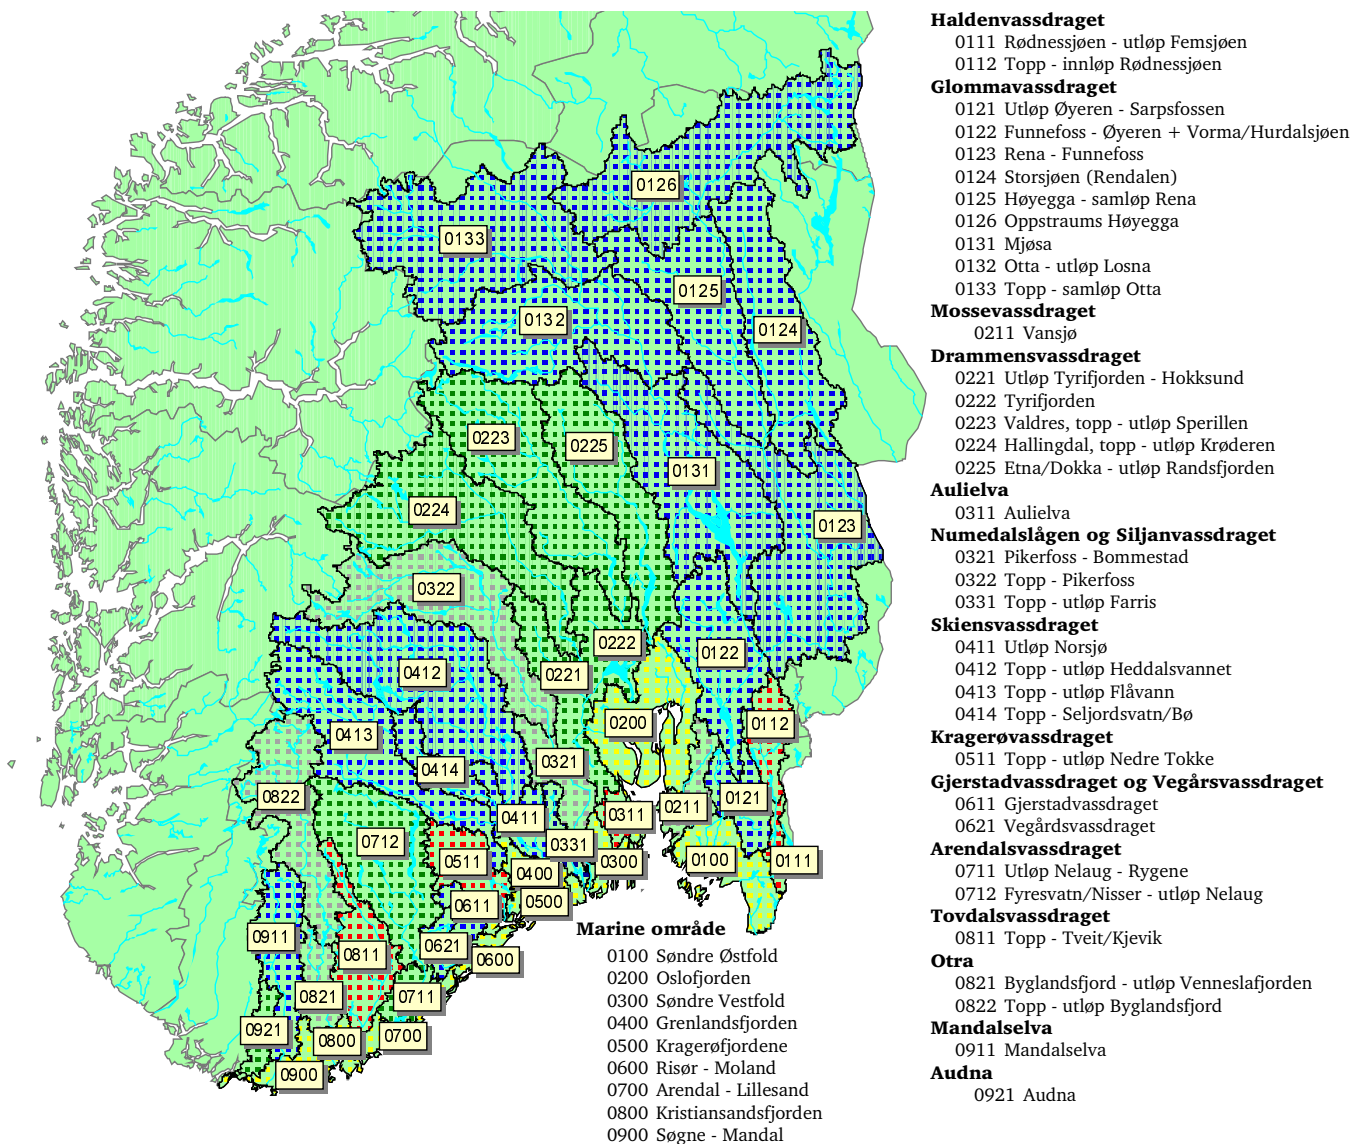 0126
0133
0125
0132
0124
0223
0225
0131
0224
0123
0322
0222
0122
0412
0221
0200
0112
0413
0321
0414
0822
0121
0211
0311
0411
0712
0331
0511
0300
0100
0111
0400
0500
0611
0911
0621
0811
0600
0821
0711
0921
0800
0700
0900
Marine område
0100 Søndre Østfold
0200 Oslofjorden
0300 Søndre Vestfold
0400 Grenlandsfjorden
0500 Kragerøfjordene
0600 Risør - Moland
0700 Arendal - Lillesand
0800 Kristiansandsfjorden
0900 Søgne - Mandal
Haldenvassdraget
0111 Rødnessjøen - utløp Femsjøen
0112 Topp - innløp Rødnessjøen
Glommavassdraget
0121 Utløp Øyeren - Sarpsfossen
0122 Funnefoss - Øyeren + Vorma/Hurdalsjøen
0123 Rena - Funnefoss
0124 Storsjøen (Rendalen)
0125 Høyegga - samløp Rena
0126 Oppstraums Høyegga
0131 Mjøsa
0132 Otta - utløp Losna
0133 Topp - samløp Otta
Mossevassdraget
0211 Vansjø
Drammensvassdraget
0221 Utløp Tyrifjorden - Hokksund
0222 Tyrifjorden
0223 Valdres, topp - utløp Sperillen
0224 Hallingdal, topp - utløp Krøderen
0225 Etna/Dokka - utløp Randsfjorden
Aulielva
0311 Aulielva
Numedalslågen og Siljanvassdraget
0321 Pikerfoss - Bommestad
0322 Topp - Pikerfoss
0331 Topp - utløp Farris
Skiensvassdraget
0411 Utløp Norsjø
0412 Topp - utløp Heddalsvannet
0413 Topp - utløp Flåvann
0414 Topp - Seljordsvatn/Bø
Kragerøvassdraget
0511 Topp - utløp Nedre Tokke
Gjerstadvassdraget og Vegårsvassdraget
0611 Gjerstadvassdraget
0621 Vegårdsvassdraget
Arendalsvassdraget
0711 Utløp Nelaug - Rygene
0712 Fyresvatn/Nisser - utløp Nelaug
Tovdalsvassdraget
0811 Topp - Tveit/Kjevik
Otra
0821 Byglandsfjord - utløp Venneslafjorden
0822 Topp - utløp Byglandsfjord
Mandalselva
0911 Mandalselva
Audna
0921 Audna